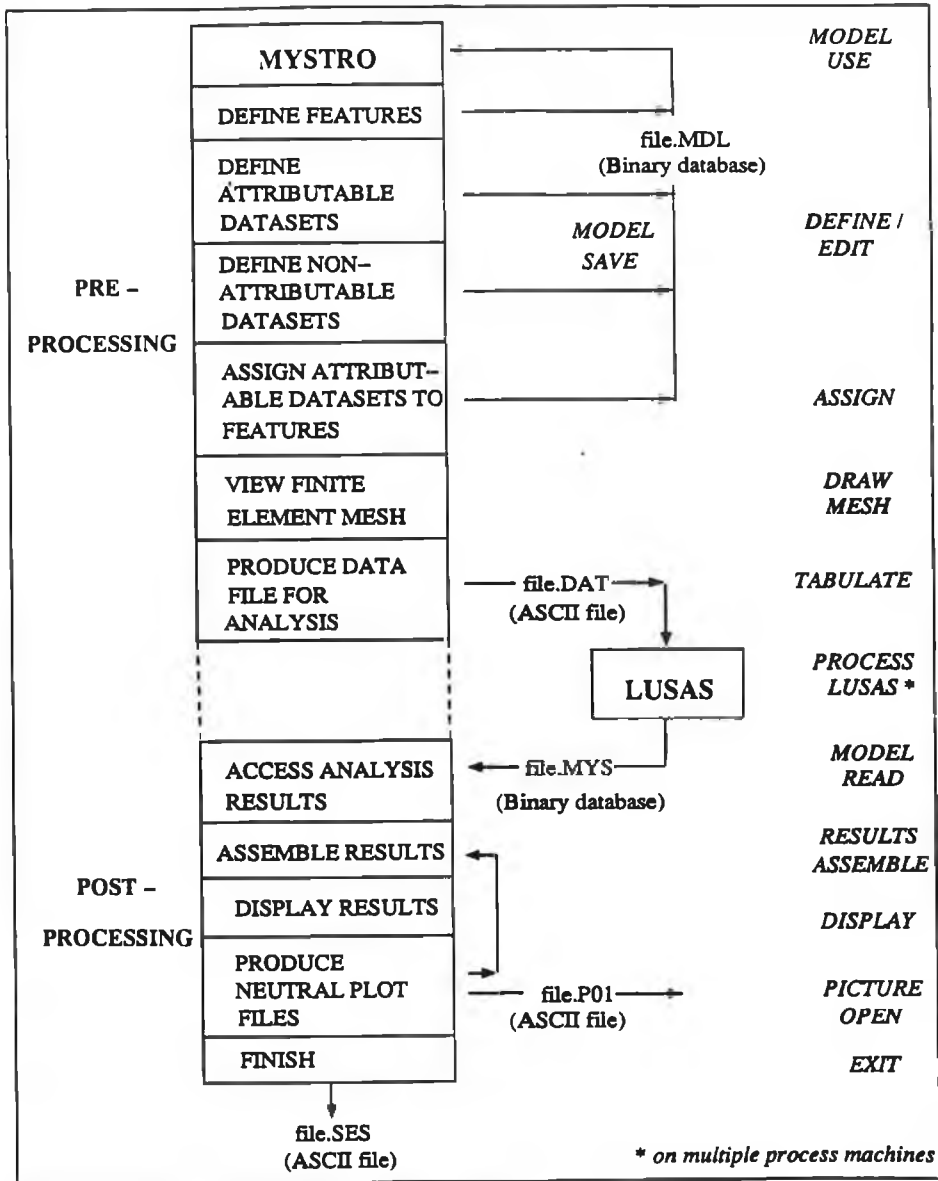 MYSTRO
MODEL
USE
DEFINE FEATURES
file.MDL
(Binary database)
DEFINE
ATTRIBUTABLE
DATASETS
MODEL
SAVE
DEFINE /
EDIT
DEFINE NON-
ATTRIBUTABLE
DATASETS
PRE -
PROCESSING
ASSIGN ATTRIBUT-
ABLE DATASETS TO
FEATURES
ASSIGN
VIEW FINITE
ELEMENT MESH
DRAW
MESH
PRODUCE DATA
FILE FOR
ANALYSIS
file.DAT
(ASCII file)
TABULATE
LUSAS
PROCESS
LUSAS *
ACCESS ANALYSIS
RESULTS
file.MYS
(Binary database)
MODEL
READ
ASSEMBLE RESULTS
RESULTS
ASSEMBLE
POST -
PROCESSING
DISPLAY RESULTS
DISPLAY
PRODUCE
NEUTRAL PLOT
FILES
file.P01
(ASCII file)
PICTURE
OPEN
FINISH
EXIT
file.SES
(ASCII file)
* on multiple process machines